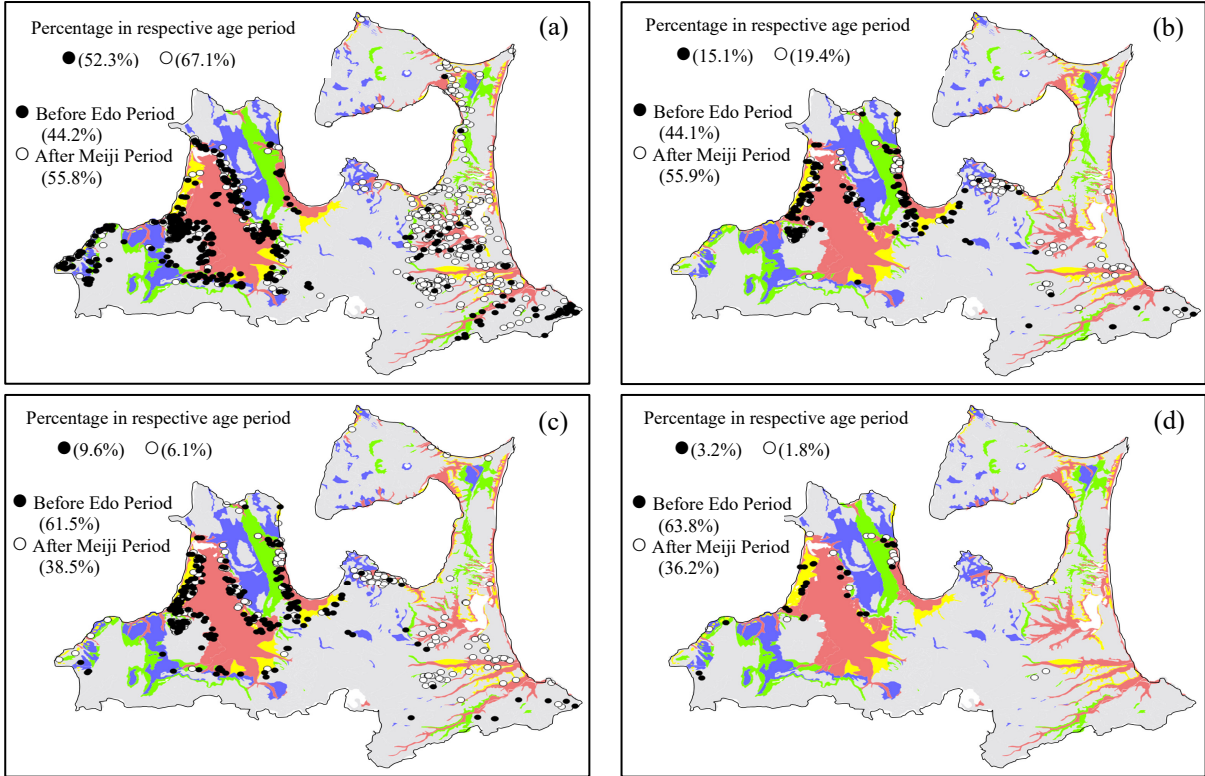 Percentage in respective age period
(a)
●(52.3%) ○(67.1%)
● Before Edo Period
(44.2%)
○ After Meiji Period
(55.8%)
Percentage in respective age period
(b)
●(15.1%) ○(19.4%)
● Before Edo Period
(44.1%)
○ After Meiji Period
(55.9%)
Percentage in respective age period
(c)
●(9.6%) ○(6.1%)
● Before Edo Period
(61.5%)
○ After Meiji Period
(38.5%)
Percentage in respective age period
(d)
●(3.2%) ○(1.8%)
● Before Edo Period
(63.8%)
○ After Meiji Period
(36.2%)